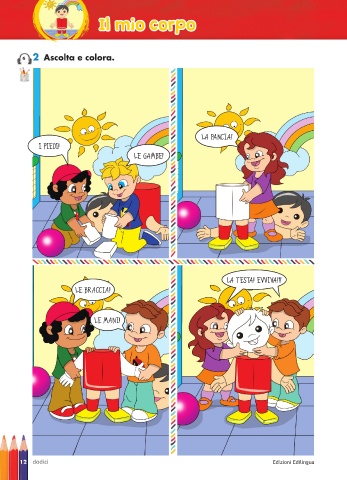 Il mio corpo
2 Ascolta e colora.
I PIEDI!
LE GAMBE!
LA PANCIA!
LE BRACCIA!
LE MANI!
LA TESTA! EVVIVA!!!
12 dodici
Edizioni Edilingua